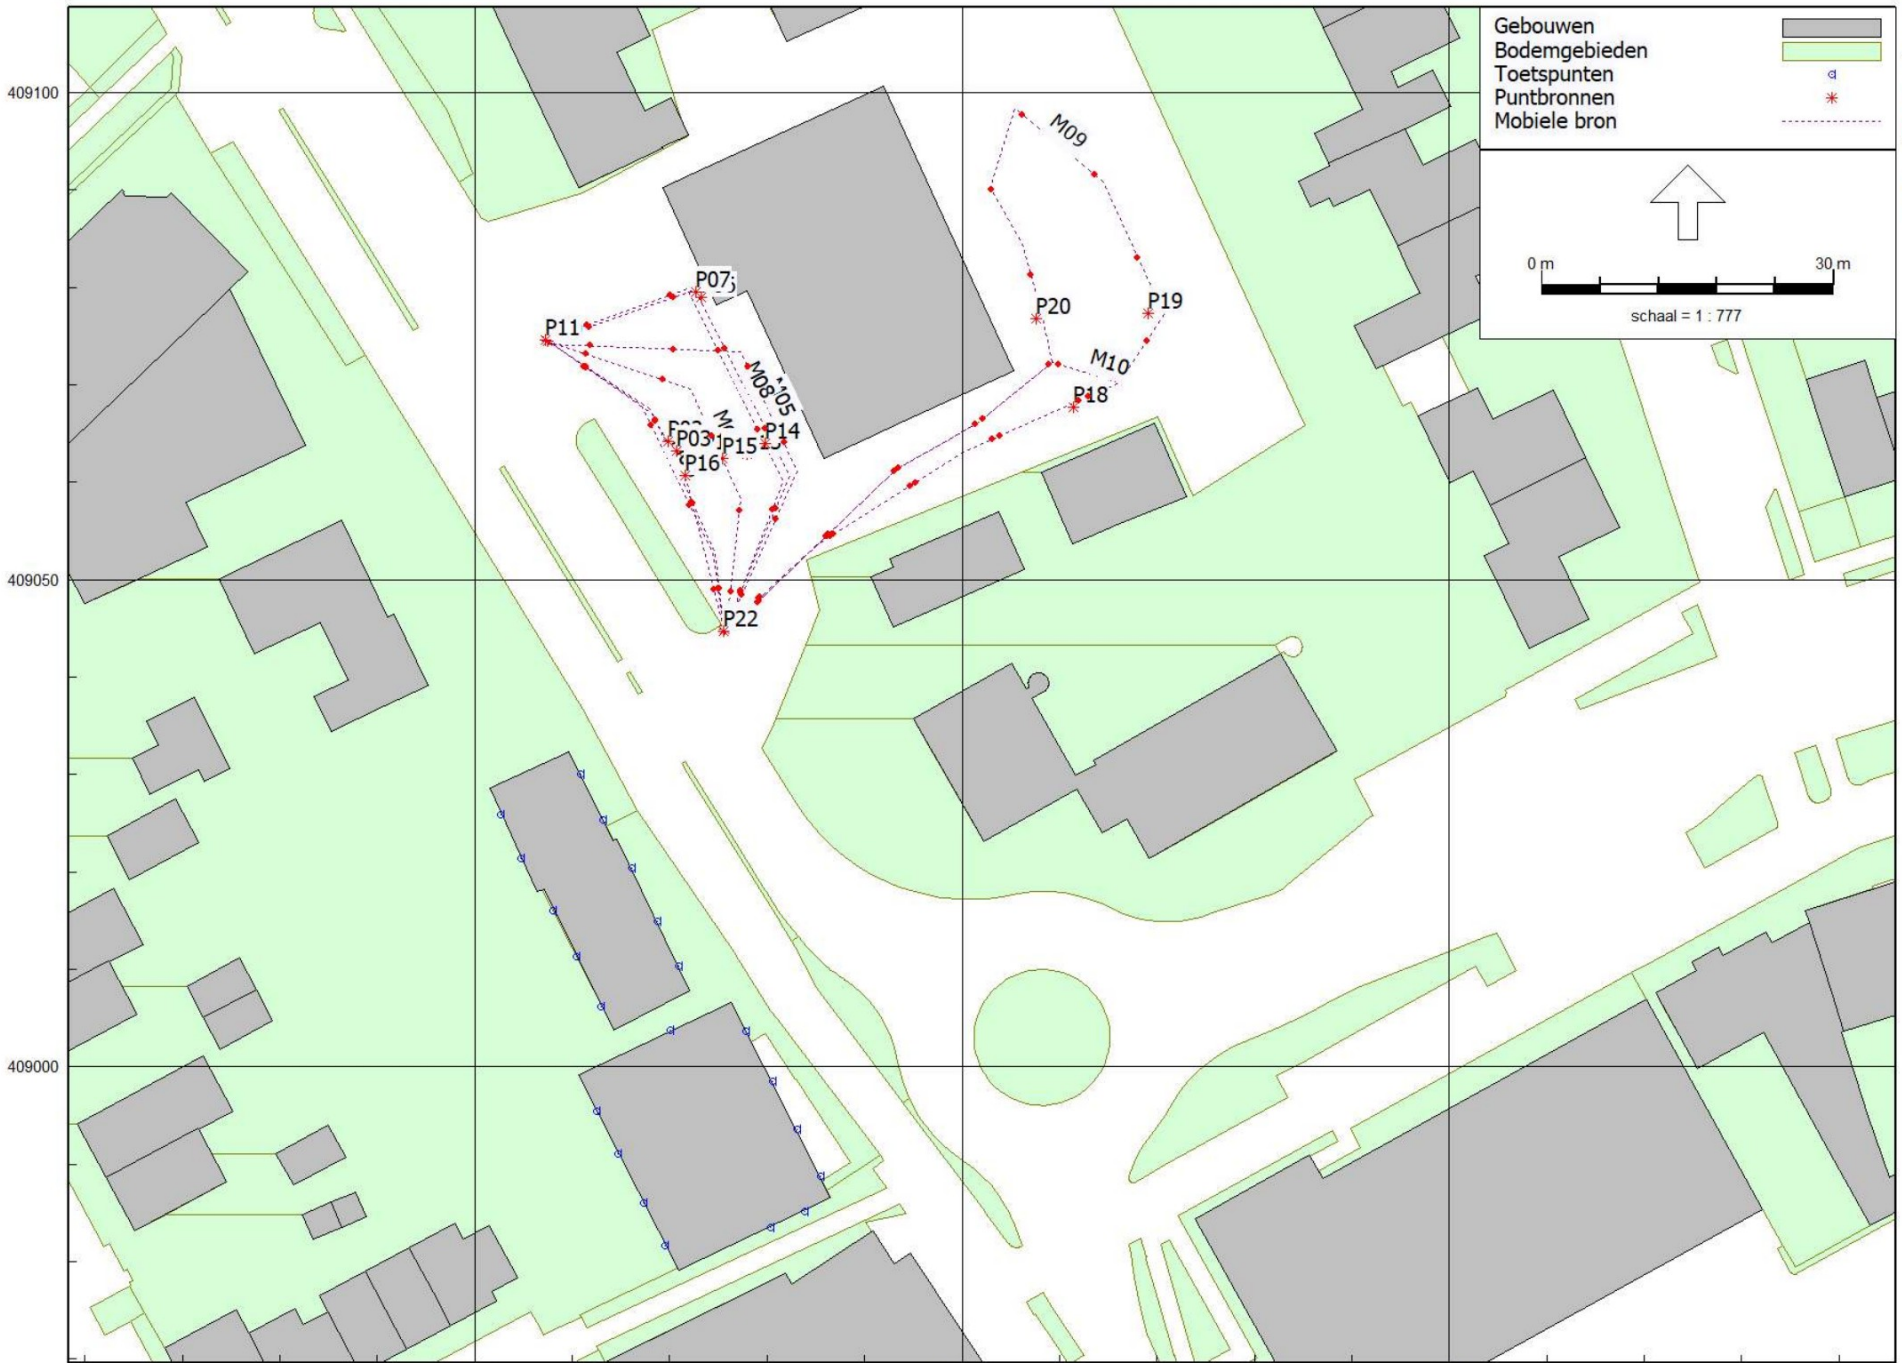 Gebouwen
Bodemgebieden
Toetspunten
Puntbronnen
Mobiele bron
0 m 30 m
schaal = 1 : 777
409100
409050
409000
M09
P07
P11
P20
P19
M10
P18
M08
M05
P14
P03
P15
P16
P22